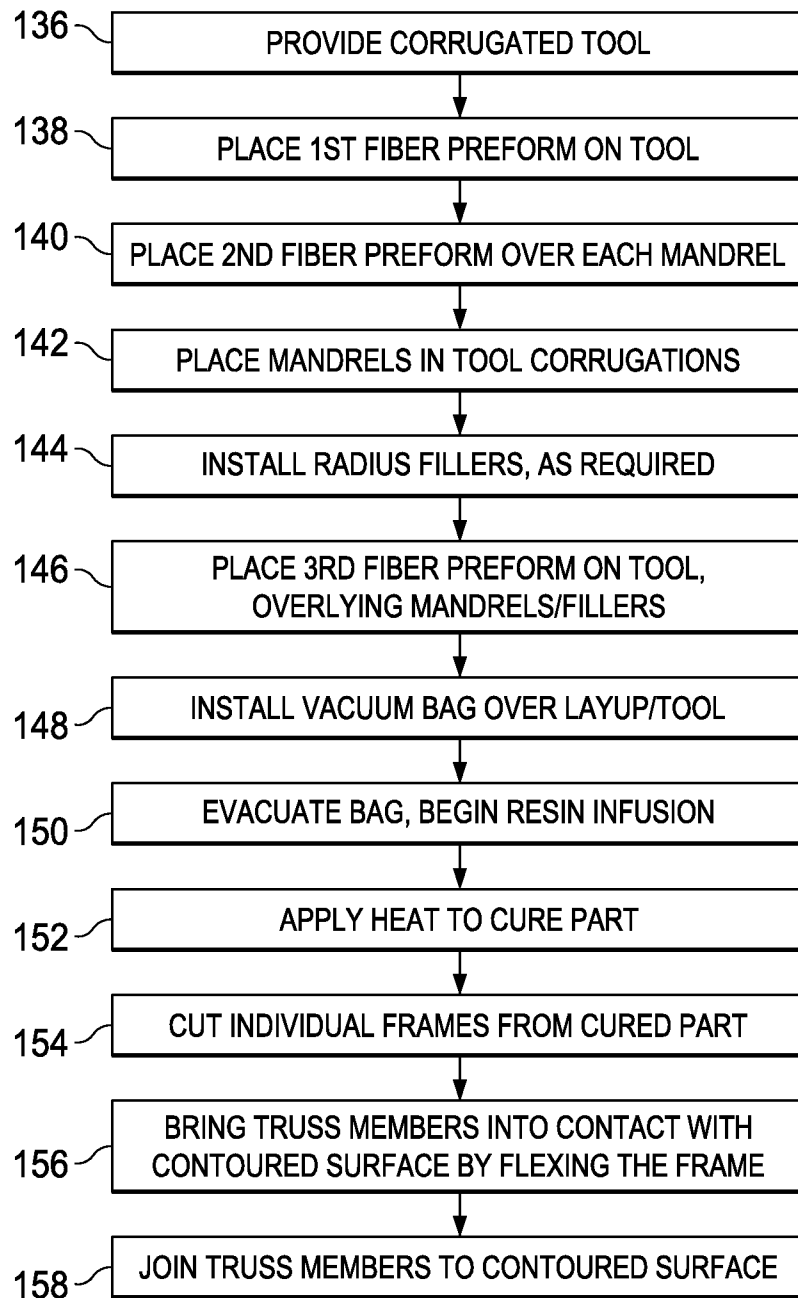 136
PROVIDE CORRUGATED TOOL
138
PLACE 1ST FIBER PREFORM ON TOOL
140
PLACE 2ND FIBER PREFORM OVER EACH MANDREL
142
PLACE MANDRELS IN TOOL CORRUGATIONS
144
INSTALL RADIUS FILLERS, AS REQUIRED
146
PLACE 3RD FIBER PREFORM ON TOOL,
OVERLYING MANDRELS/FILLERS
148
INSTALL VACUUM BAG OVER LAYUP/TOOL
150
EVACUATE BAG, BEGIN RESIN INFUSION
152
APPLY HEAT TO CURE PART
154
CUT INDIVIDUAL FRAMES FROM CURED PART
156
BRING TRUSS MEMBERS INTO CONTACT WITH
CONTOURED SURFACE BY FLEXING THE FRAME
158
JOIN TRUSS MEMBERS TO CONTOURED SURFACE